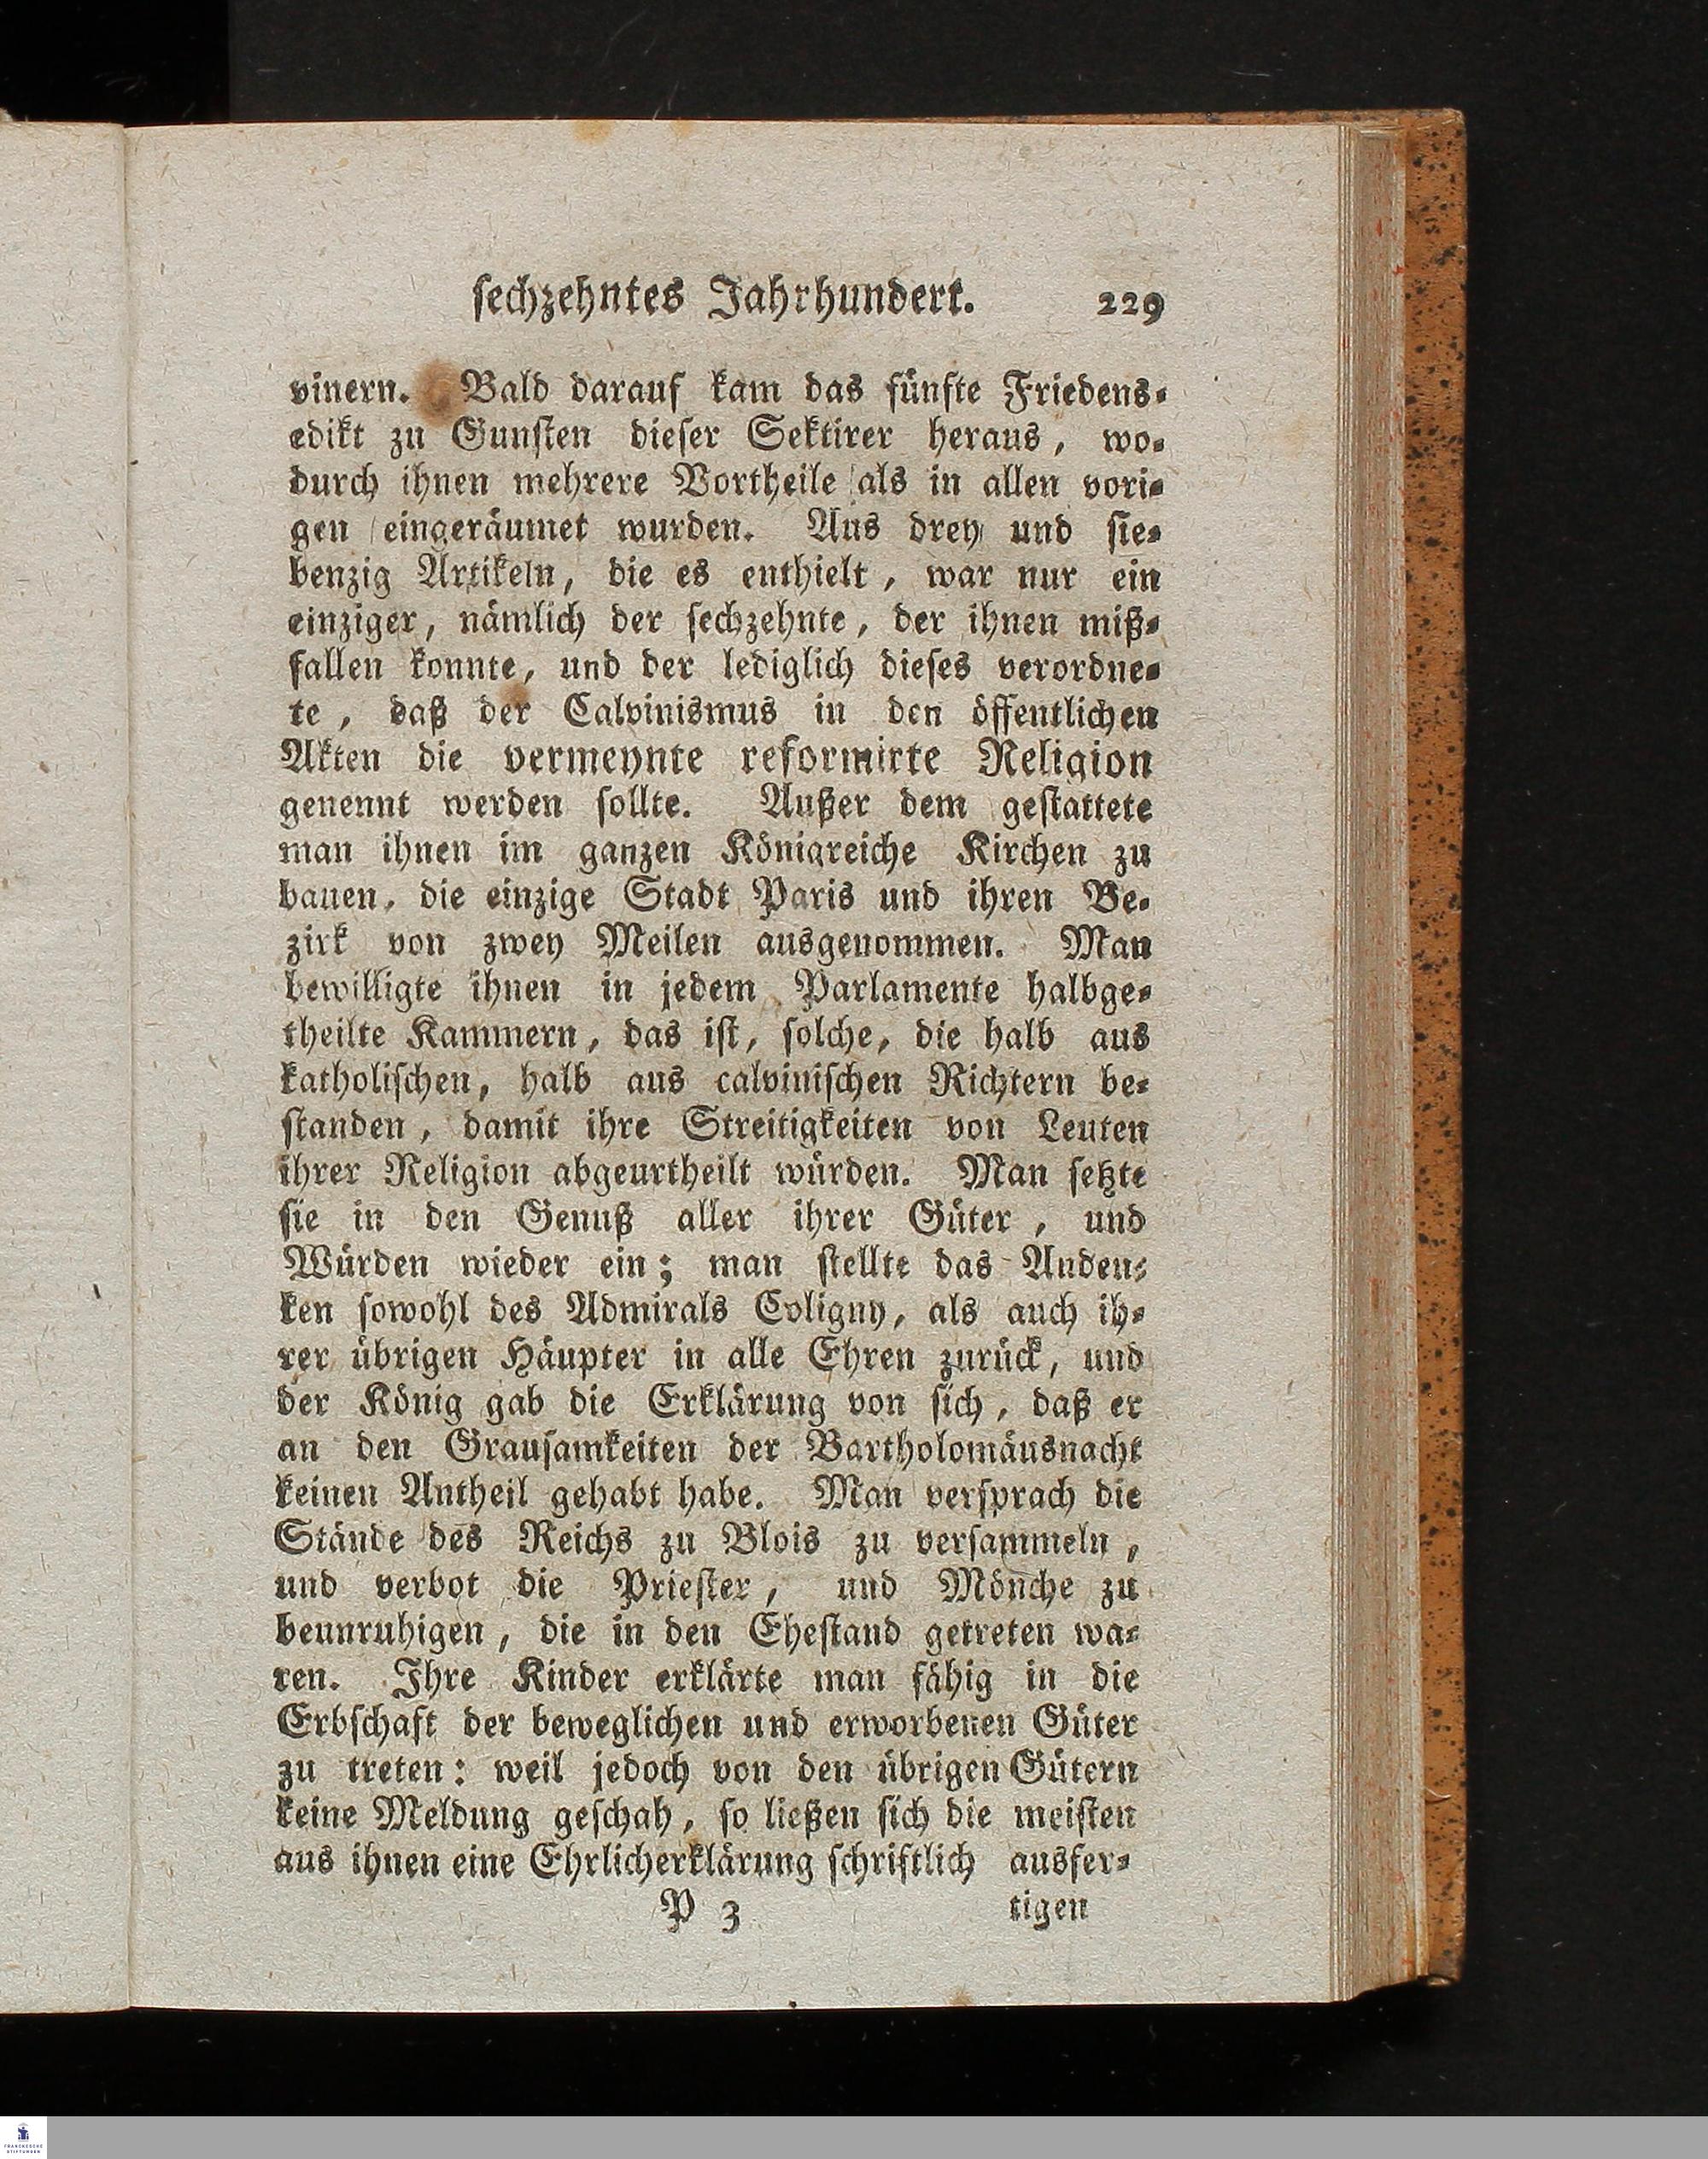 sechzehntes Jahrhundert. 229
vinern. Bald darauf kam das fünfte Friedens-
edikt zu Gunsten dieser Sektirer heraus, wo-
durch ihnen mehrere Vortheile als in allen vori-
gen eingeräumet wurden. Aus drey und sie-
benzig Artikeln, die es enthielt, war nur ein
einziger, nämlich der sechzehnte, der ihnen miß-
fallen konnte, und der lediglich dieses verordne-
te, daß der Calvinismus in den öffentlichen
Akten die vermeynte reformirte Religion
genennt werden sollte. Außer dem gestattete
man ihnen im ganzen Königreiche Kirchen zu
bauen, die einzige Stadt Paris und ihren Be-
zirk von zwey Meilen ausgenommen. Man
bewilligte ihnen in jedem Parlamente halbge-
theilte Kammern, das ist, solche, die halb aus
katholischen, halb aus calvinischen Richtern be-
standen, damit ihre Streitigkeiten von Leuten
ihrer Religion abgeurtheilt würden. Man setzte
sie in den Genuß aller ihrer Güter, und
Würden wieder ein; man stellte das Anden-
ken sowohl des Admirals Coligny, als auch ih-
rer übrigen Häupter in alle Ehren zurück, und
der König gab die Erklärung von sich, daß er
an den Grausamkeiten der Bartholomäusnacht
keinen Antheil gehabt habe. Man versprach die
Stände des Reichs zu Blois zu versammeln,
und verbot die Priester, und Mönche zu
beunruhigen, die in den Ehestand getreten wa-
ren. Ihre Kinder erklärte man fähig in die
Erbschaft der beweglichen und erworbenen Güter
zu treten: weil jedoch von den übrigen Gütern
keine Meldung geschah, so ließen sich die meisten
aus ihnen eine Ehrlicherklärung schriftlich ausfer-
P 3 tigen
FRANCKESCHE
STIFTUNGEN